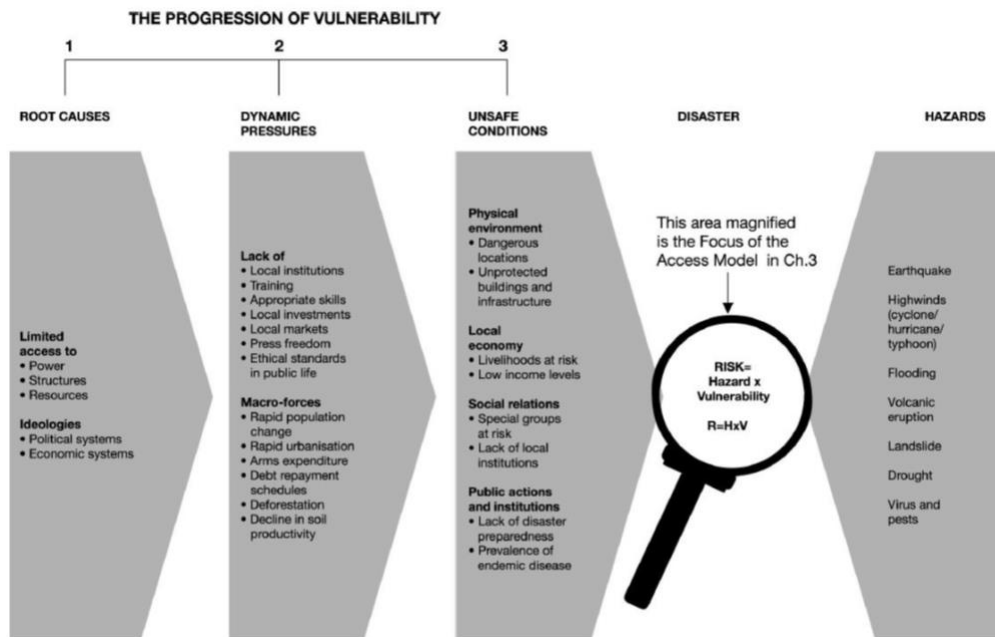 THE PROGRESSION OF VULNERABILITY
1
2
3
ROOT CAUSES
DYNAMIC
PRESSURES
UNSAFE
CONDITIONS
DISASTER
HAZARDS
Limited
access to
• Power
• Structures
• Resources
Ideologies
• Political systems
• Economic systems
Lack of
• Local institutions
• Training
• Appropriate skills
• Local investments
• Local markets
• Press freedom
• Ethical standards
in public life
Macro-forces
• Rapid population
change
• Rapid urbanisation
• Arms expenditure
• Debt repayment
schedules
• Deforestation
• Decline in soil
productivity
Physical
environment
• Dangerous
locations
• Unprotected
buildings and
infrastructure
Local
economy
• Livelihoods at risk
• Low income levels
Social relations
• Special groups
at risk
• Lack of local
institutions
Public actions
and institutions
• Lack of disaster
preparedness
• Prevalence of
endemic disease
This area magnified
is the Focus of the
Access Model in Ch.3
RISK=
Hazard x
Vulnerability
R=HxV
Earthquake
Highwinds
(cyclone/
hurricane/
typhoon)
Flooding
Volcanic
eruption
Landslide
Drought
Virus and
pests